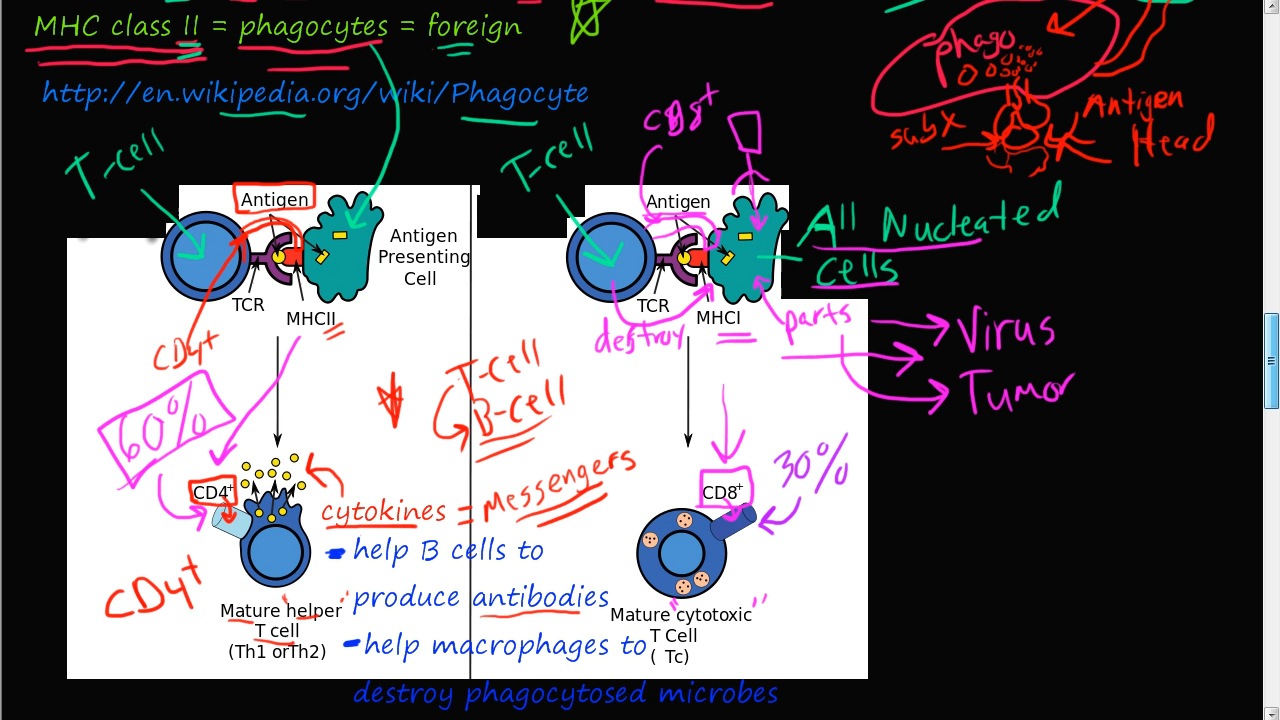 MHC class II = phagocytes = foreign
http://en.wikipedia.org/wiki/Phagocyte
phago
Antigen
Head
subx
T-cell
Antigen
Antigen
Presenting
Cell
TCR
MHCII
CD4+
60%
T-cell
B-cell
CD4+
cytokines = Messengers
- help B cells to
produce antibodies
- help macrophages to
destroy phagocytosed microbes
CD4+
Mature helper
T cell
(Th1 orTh2)
T-cell
CD8+
Antigen
All Nucleated
cells
TCR
MHCI
destroy
parts
Virus
Tumor
30%
CD8+
Mature cytotoxic
T Cell
( Tc)